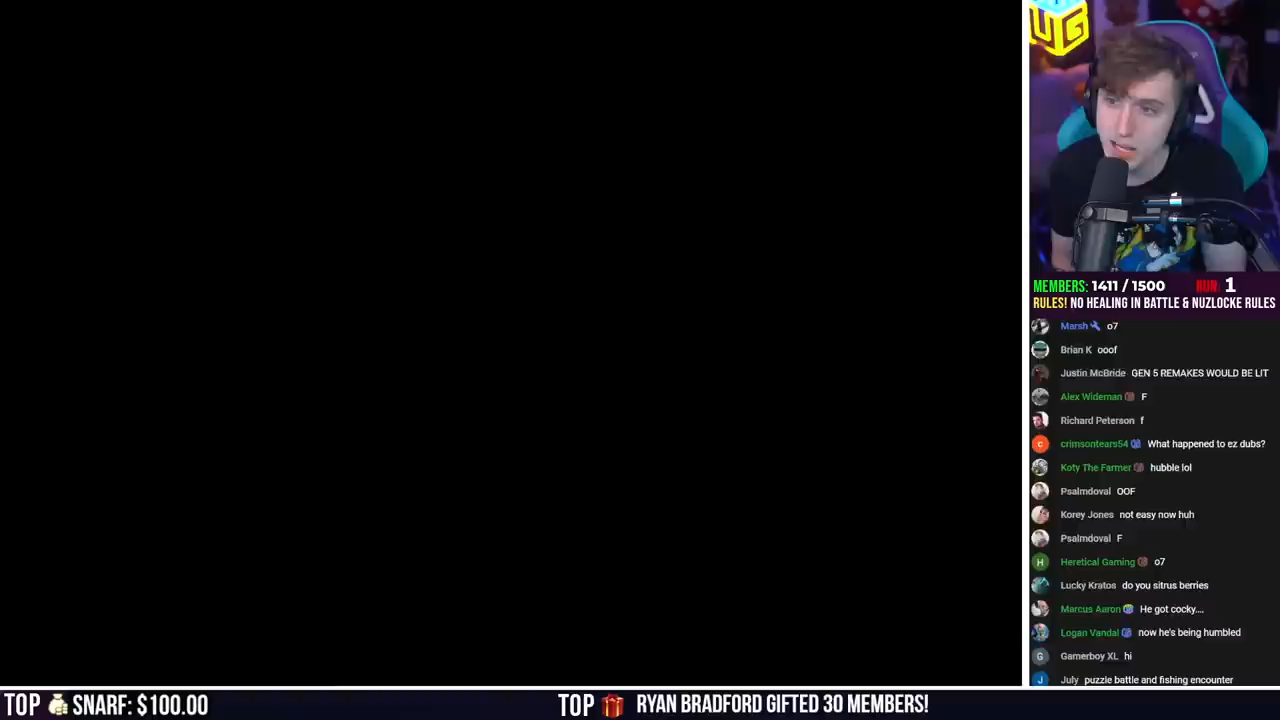 UG
MEMBERS: 1411 / 1500 RUN: 1
RULES! NO HEALING IN BATTLE & NUZLOCKE RULES
Marsh o7
Brian K ooof
Justin McBride GEN 5 REMAKES WOULD BE LIT
Alex Wideman F
Richard Peterson f
c crimsontears54 What happened to ez dubs?
Koty The Farmer hubble lol
Psalmdoval OOF
Korey Jones not easy now huh
Psalmdoval F
H Heretical Gaming o7
Lucky Kratos do you sitrus berries
Marcus Aaron He got cocky....
Logan Vandal now he's being humbled
G Gamerboy XL hi
J July puzzle battle and fishing encounter
TOP SNARF: $100.00 TOP RYAN BRADFORD GIFTED 30 MEMBERS!